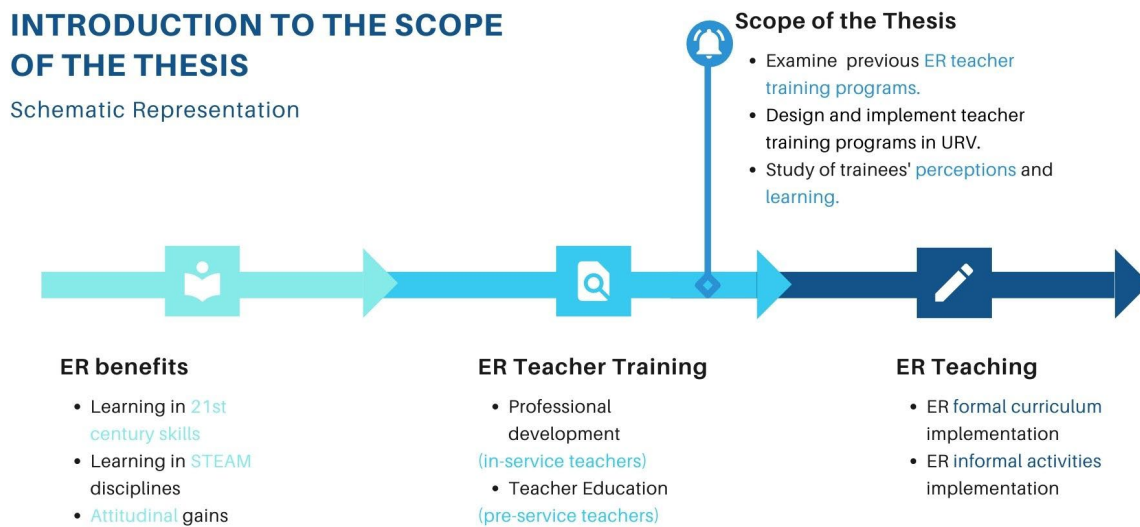 INTRODUCTION TO THE SCOPE
OF THE THESIS
Schematic Representation
Scope of the Thesis
• Examine previous ER teacher
training programs.
• Design and implement teacher
training programs in URV.
• Study of trainees' perceptions and
learning.
ER benefits
• Learning in 21st
century skills
• Learning in STEAM
disciplines
• Attitudinal gains
ER Teacher Training
• Professional
development
(in-service teachers)
• Teacher Education
(pre-service teachers)
ER Teaching
• ER formal curriculum
implementation
• ER informal activities
implementation